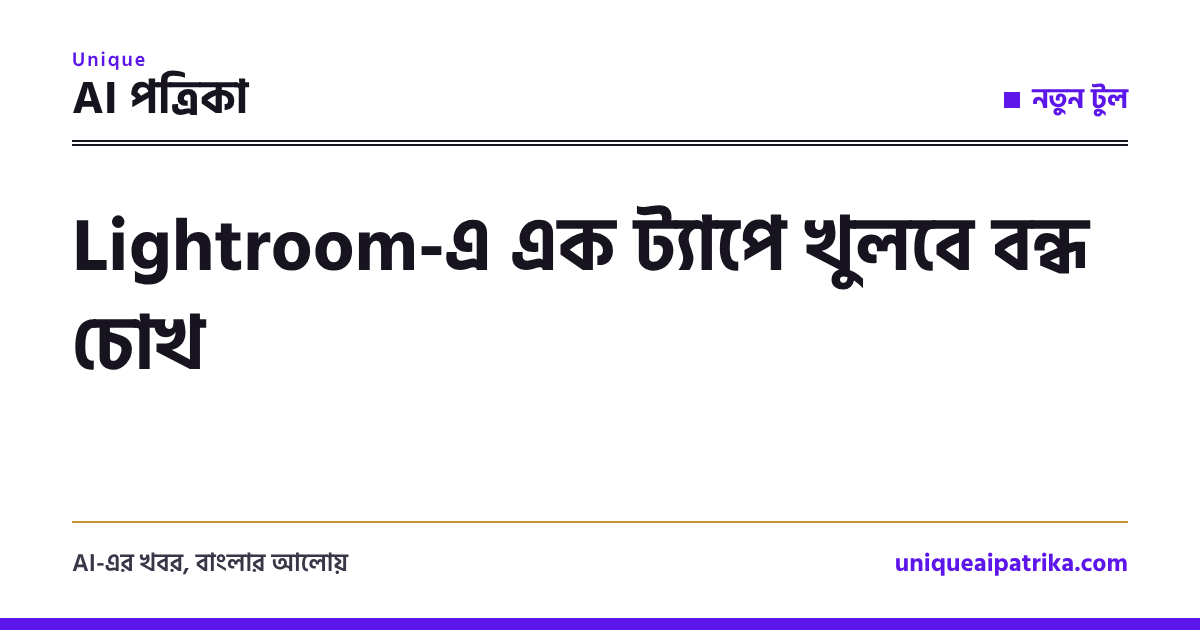 Unique
AI পত্রিকা
নতুন টুল
Lightroom-এ এক ট্যাপে খুলবে বন্ধ
চোখ
AI-এর খবর, বাংলার আলোয়
uniqueaipatrika.com